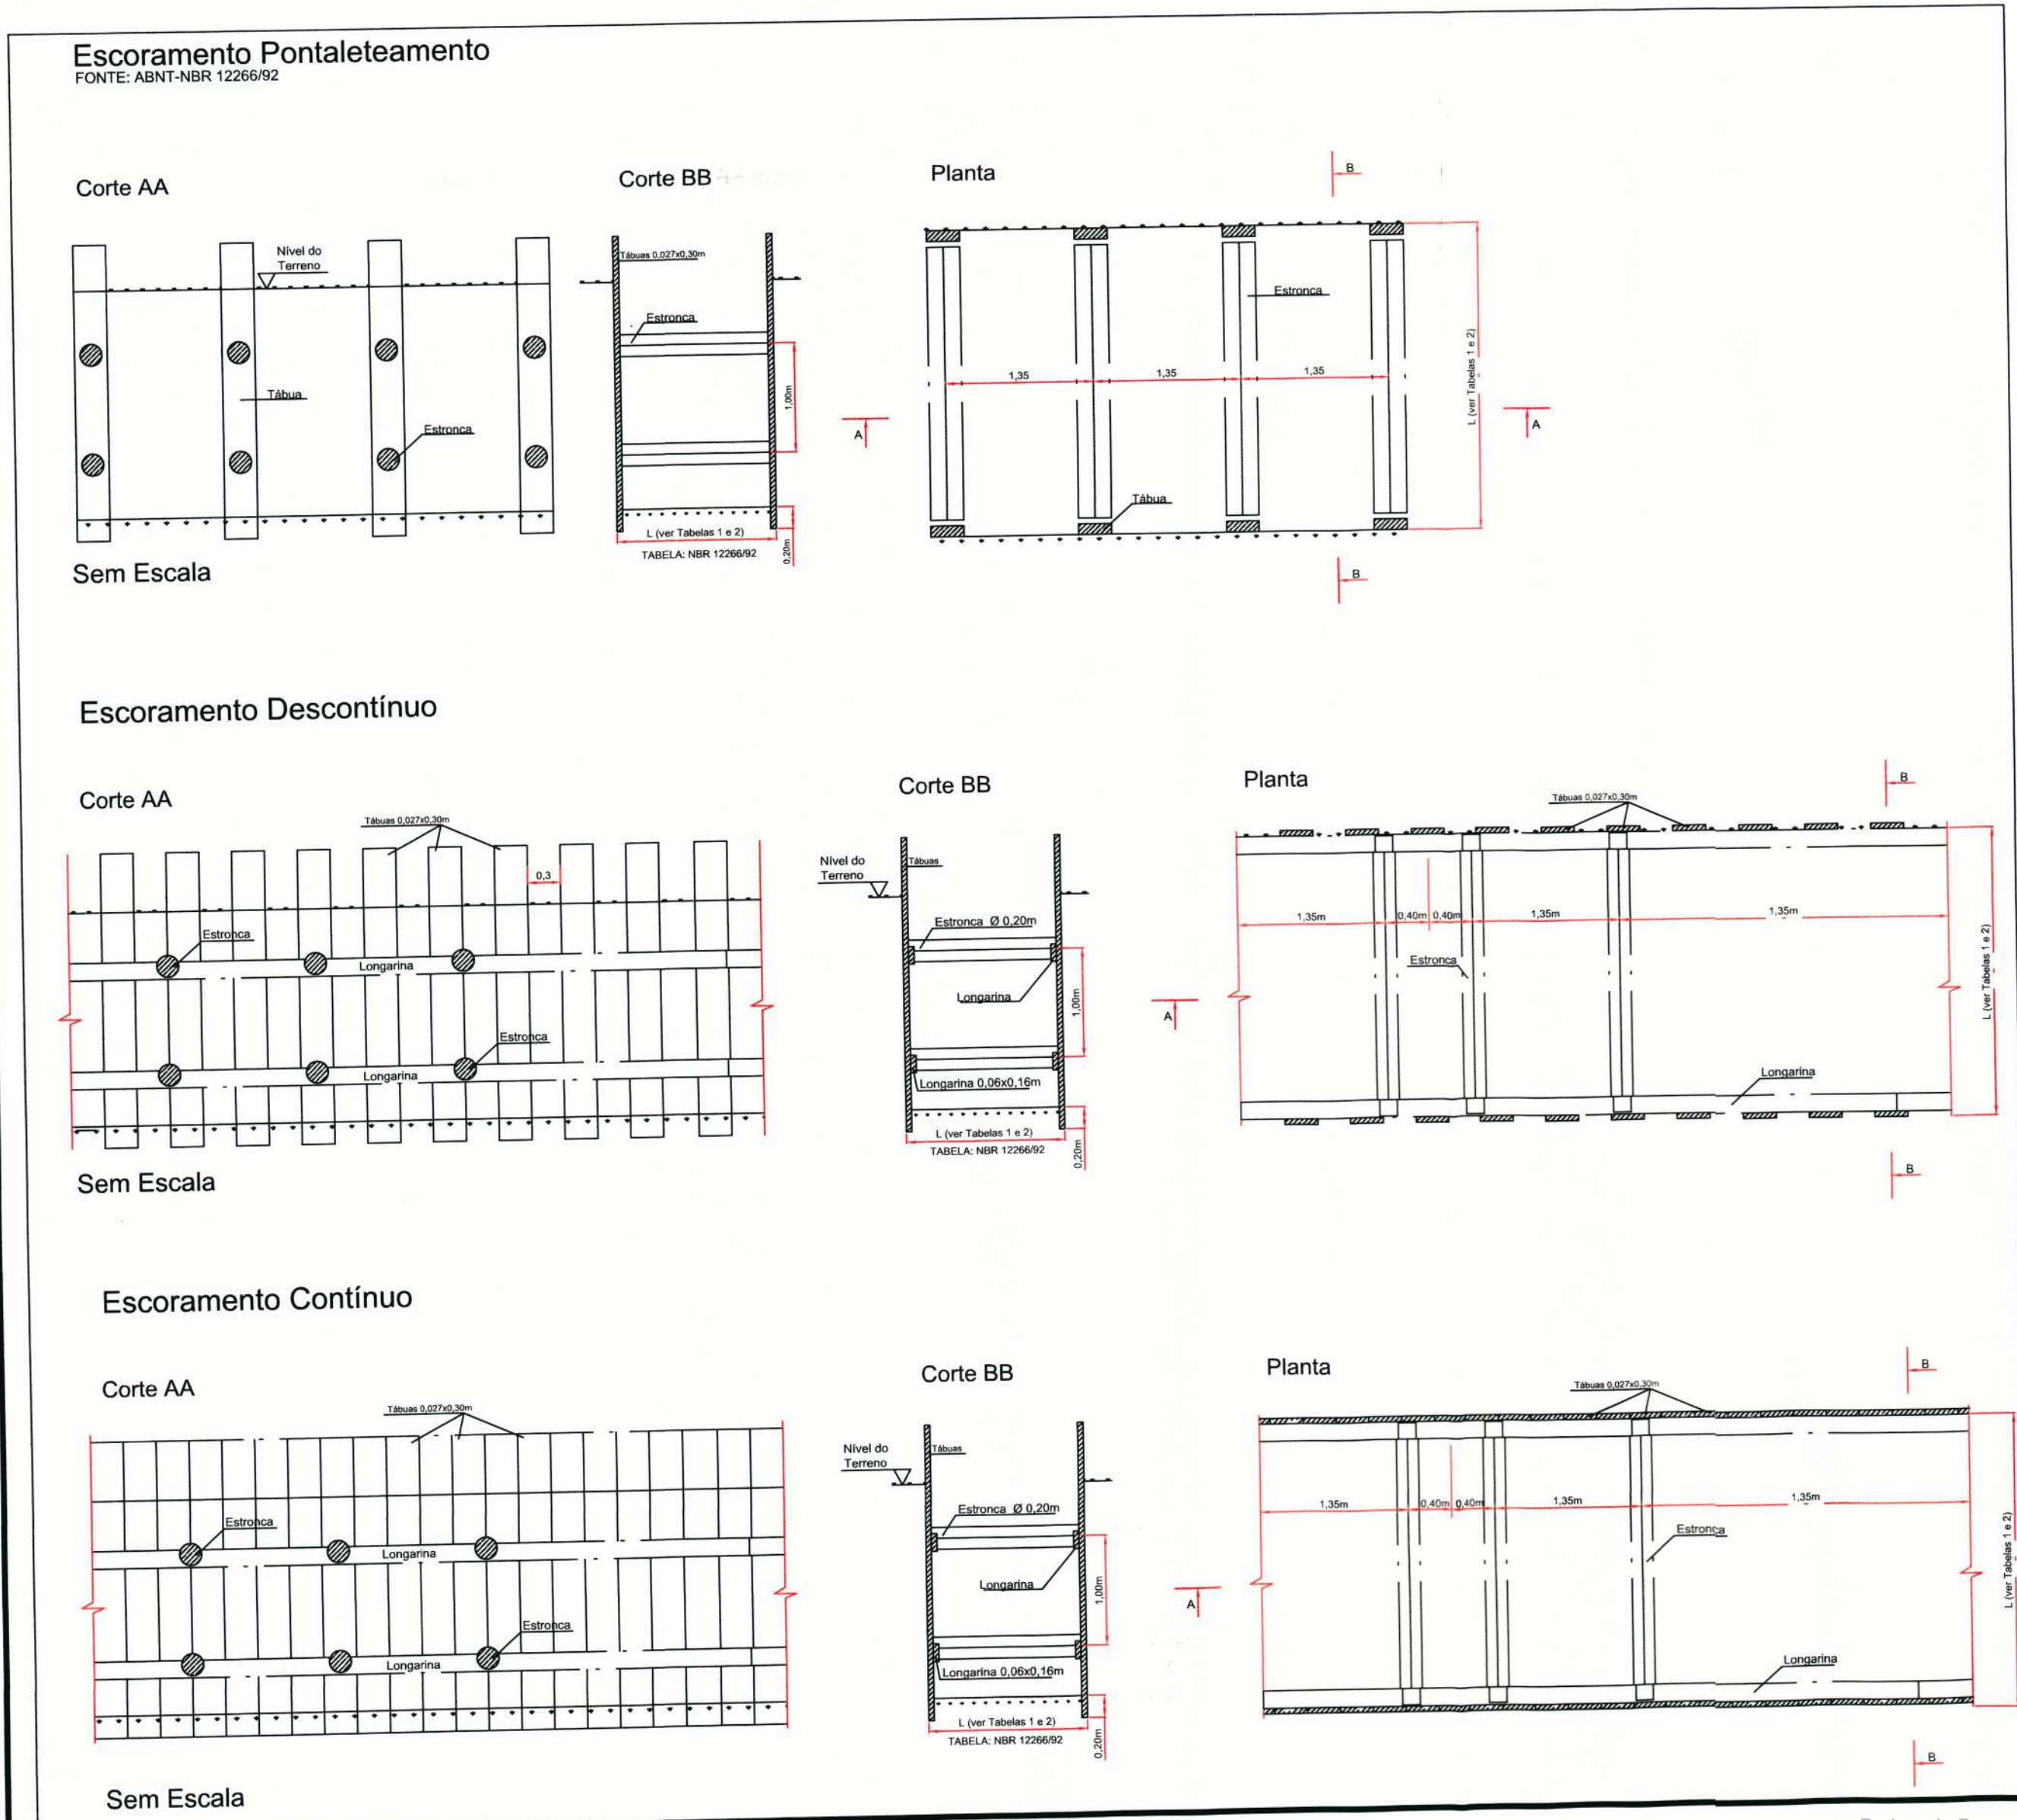 Escoramento Pontaleteamento
FONTE: ABNT-NBR 12266/92
Corte AA
Nível do
Terreno
Tábua
Estronca
Sem Escala
Corte BB
Tábuas 0,027x0,30m
Estronca
1,00m
L (ver Tabelas 1 e 2)
TABELA: NBR 12266/92
0,20m
Planta
B
Estronca
1,35
1,35
1,35
L (ver Tabelas 1 e 2)
A
A
Tábua
B
Escoramento Descontínuo
Corte AA
Tábuas 0,027x0,30m
0,3
Estronca
Longarina
Estronca
Longarina
Sem Escala
Corte BB
Nível do
Terreno
Tábuas
Estronca Ø 0,20m
Longarina
1,00m
Longarina 0,06x0,16m
L (ver Tabelas 1 e 2)
TABELA: NBR 12266/92
0,20m
Planta
B
Tábuas 0,027x0,30m
1,35m
0,40m
0,40m
1,35m
1,35m
Estronca
A
L (ver Tabelas 1 e 2)
Longarina
B
Escoramento Contínuo
Corte AA
Tábuas 0,027x0,30m
Estronca
Longarina
Estronca
Longarina
Sem Escala
Corte BB
Nível do
Terreno
Tábuas
Estronca Ø 0,20m
Longarina
1,00m
Longarina 0,06x0,16m
L (ver Tabelas 1 e 2)
TABELA: NBR 12266/92
0,20m
Planta
B
Tábuas 0,027x0,30m
1,35m
0,40m
0,40m
1,35m
1,35m
Estronca
A
L (ver Tabelas 1 e 2)
Longarina
B